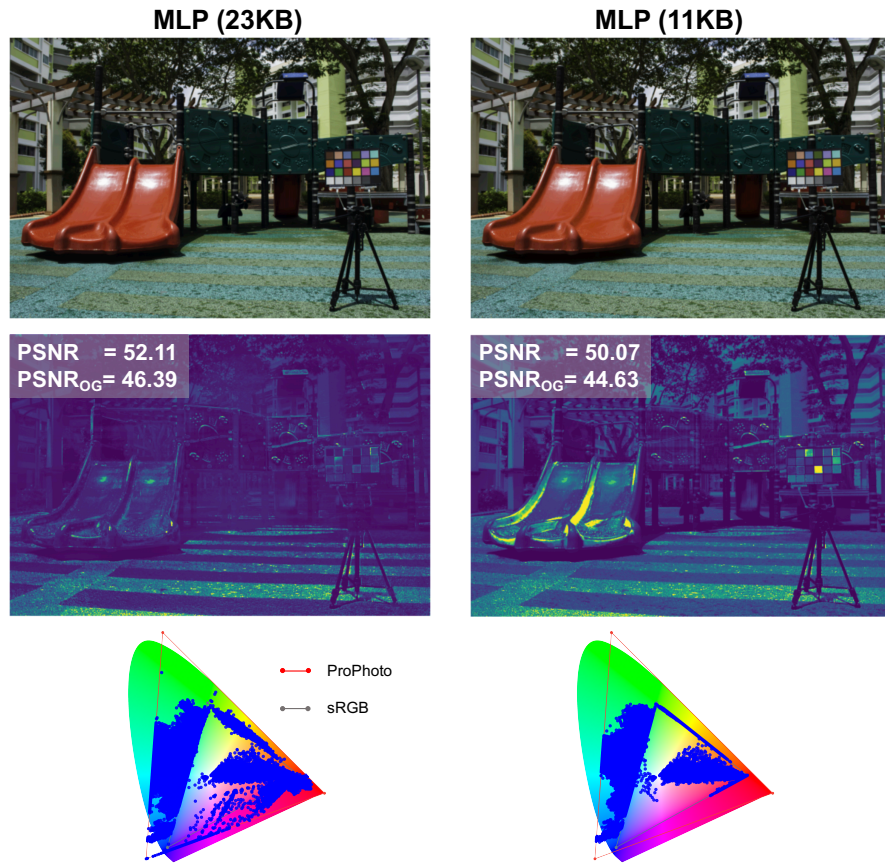 MLP (23KB)
MLP (11KB)
PSNR = 52.11
PSNR_OG= 46.39
PSNR = 50.07
PSNR_OG= 44.63
ProPhoto
sRGB